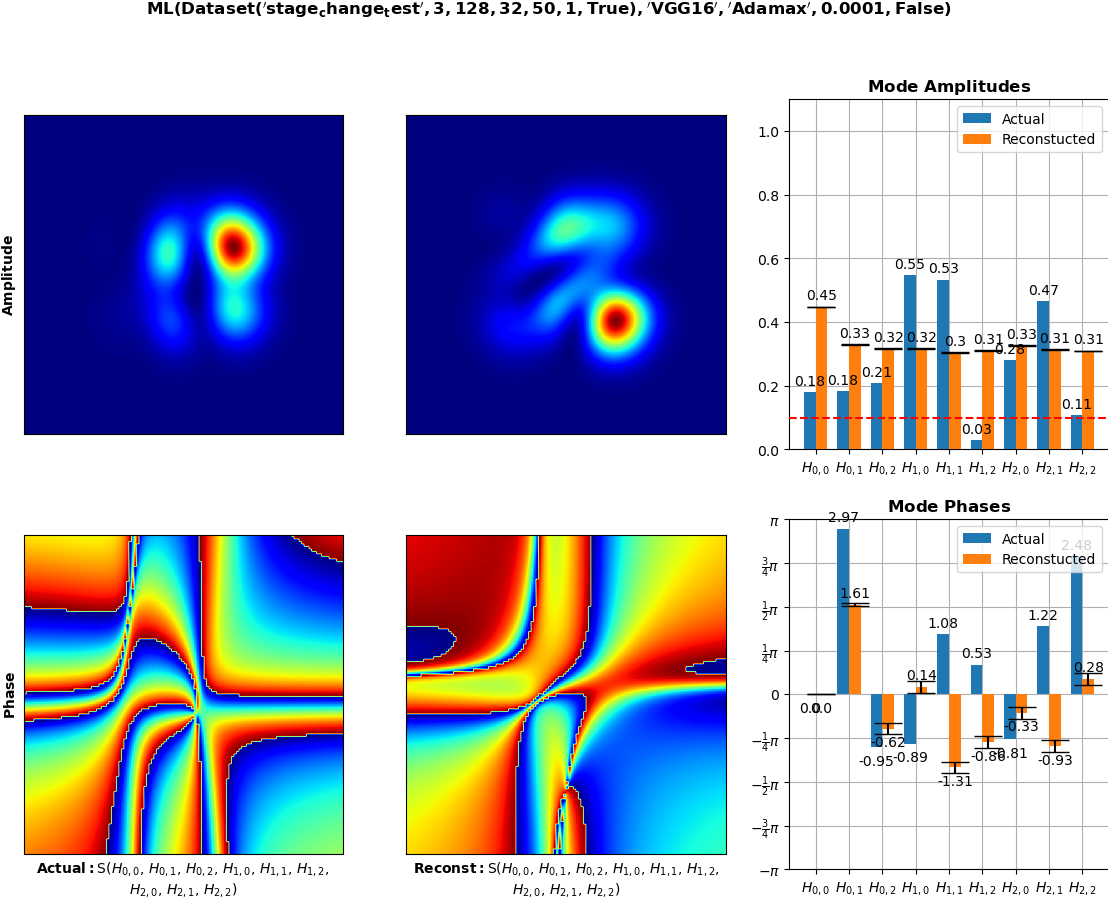 ML(Dataset('stage_change_test', 3, 128, 32, 50, 1, True), 'VGG16', 'Adamax', 0.0001, False)
Amplitude
Mode Amplitudes
Actual
Reconstucted
1.0
0.8
0.6
0.4
0.2
0.0
0.18
0.45
0.18
0.33
0.21
0.32
0.55
0.32
0.53
0.3
0.03
0.31
0.28
0.33
0.47
0.31
0.11
0.31
H0,0 H0,1 H0,2 H1,0 H1,1 H1,2 H2,0 H2,1 H2,2
Phase
Actual: S(H0,0, H0,1, H0,2, H1,0, H1,1, H1,2,
H2,0, H2,1, H2,2)
Reconst: S(H0,0, H0,1, H0,2, H1,0, H1,1, H1,2,
H2,0, H2,1, H2,2)
Mode Phases
Actual
Reconstucted
π
3/4π
1/2π
1/4π
0
−1/4π
−1/2π
−3/4π
−π
0.0
0.0
2.97
1.61
-0.95
-0.62
-0.89
0.14
1.08
-1.31
0.53
-0.86
-0.81
-0.33
1.22
-0.93
2.48
0.28
H0,0 H0,1 H0,2 H1,0 H1,1 H1,2 H2,0 H2,1 H2,2